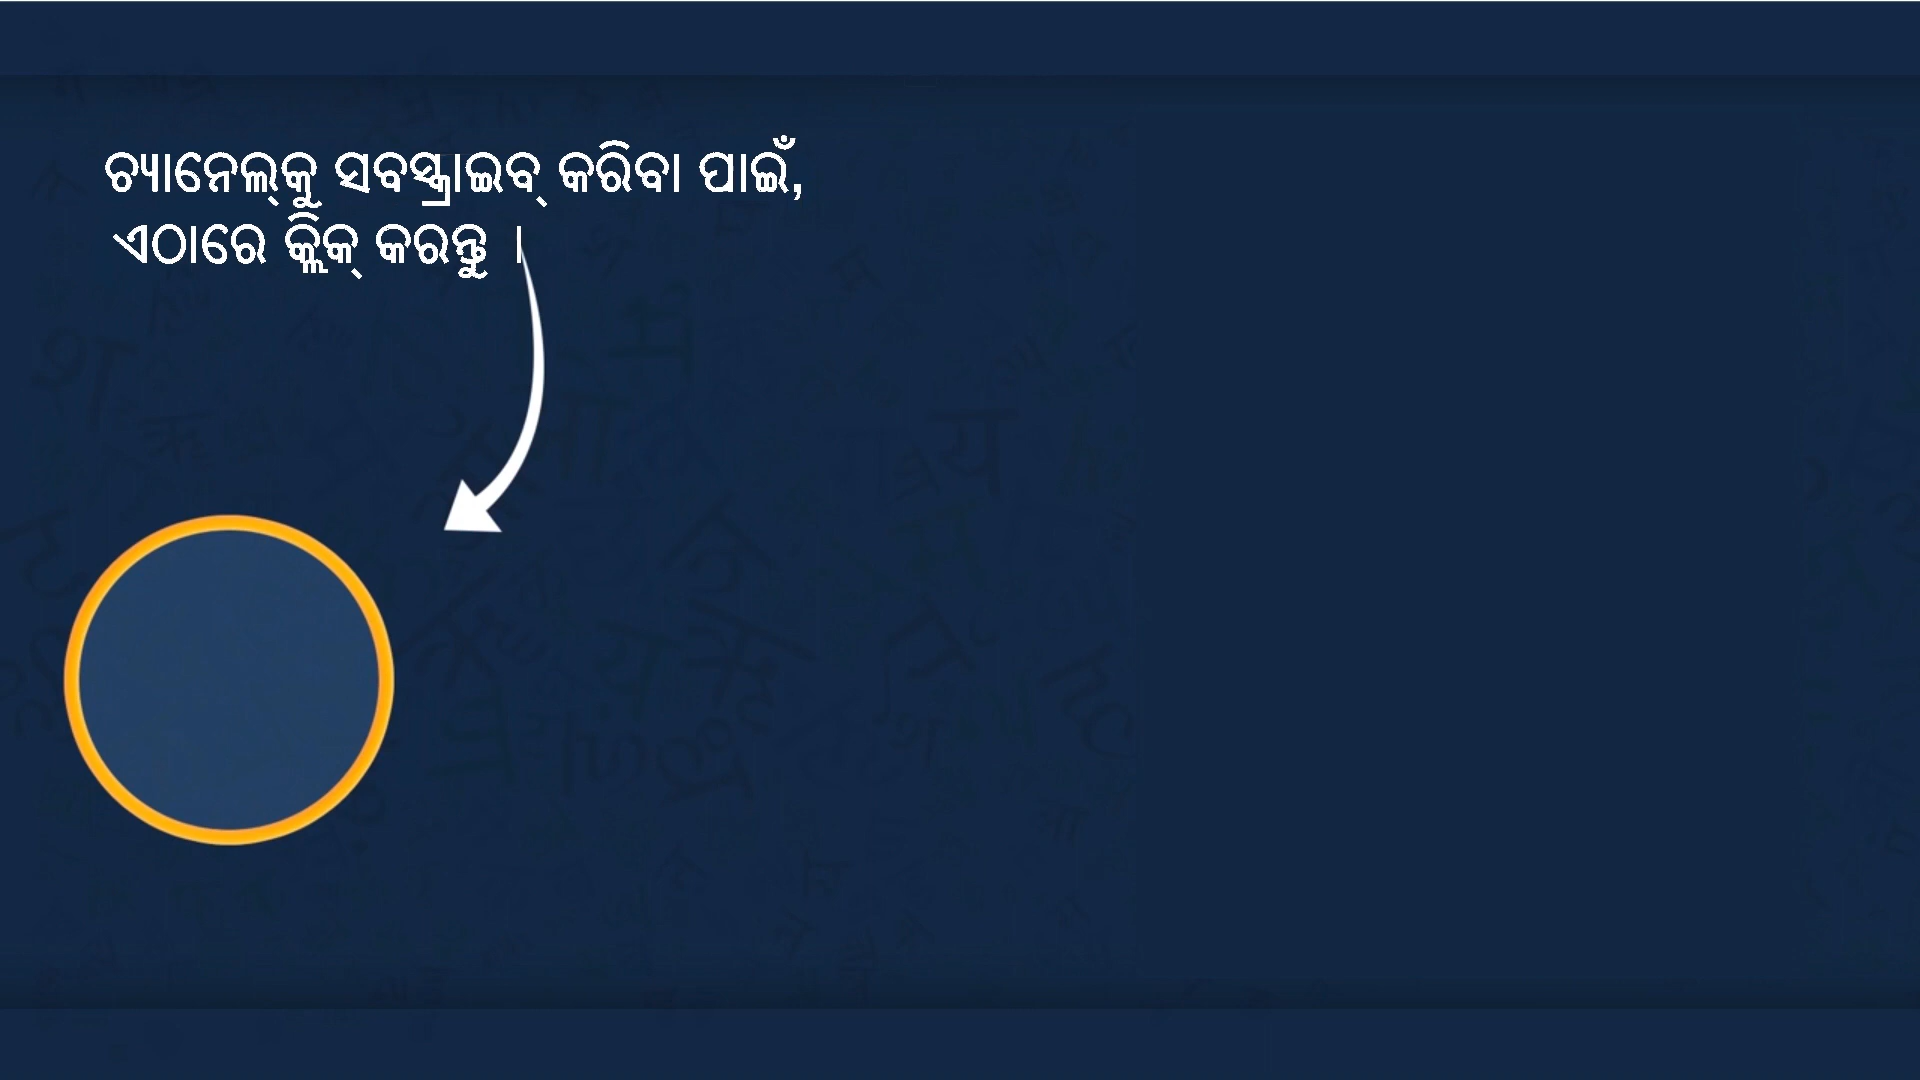 ଚ୍ୟାନେଲ୍‌କୁ ସବସ୍କ୍ରାଇବ୍ କରିବା ପାଇଁ,
ଏଠାରେ କ୍ଲିକ୍ କରନ୍ତୁ ।